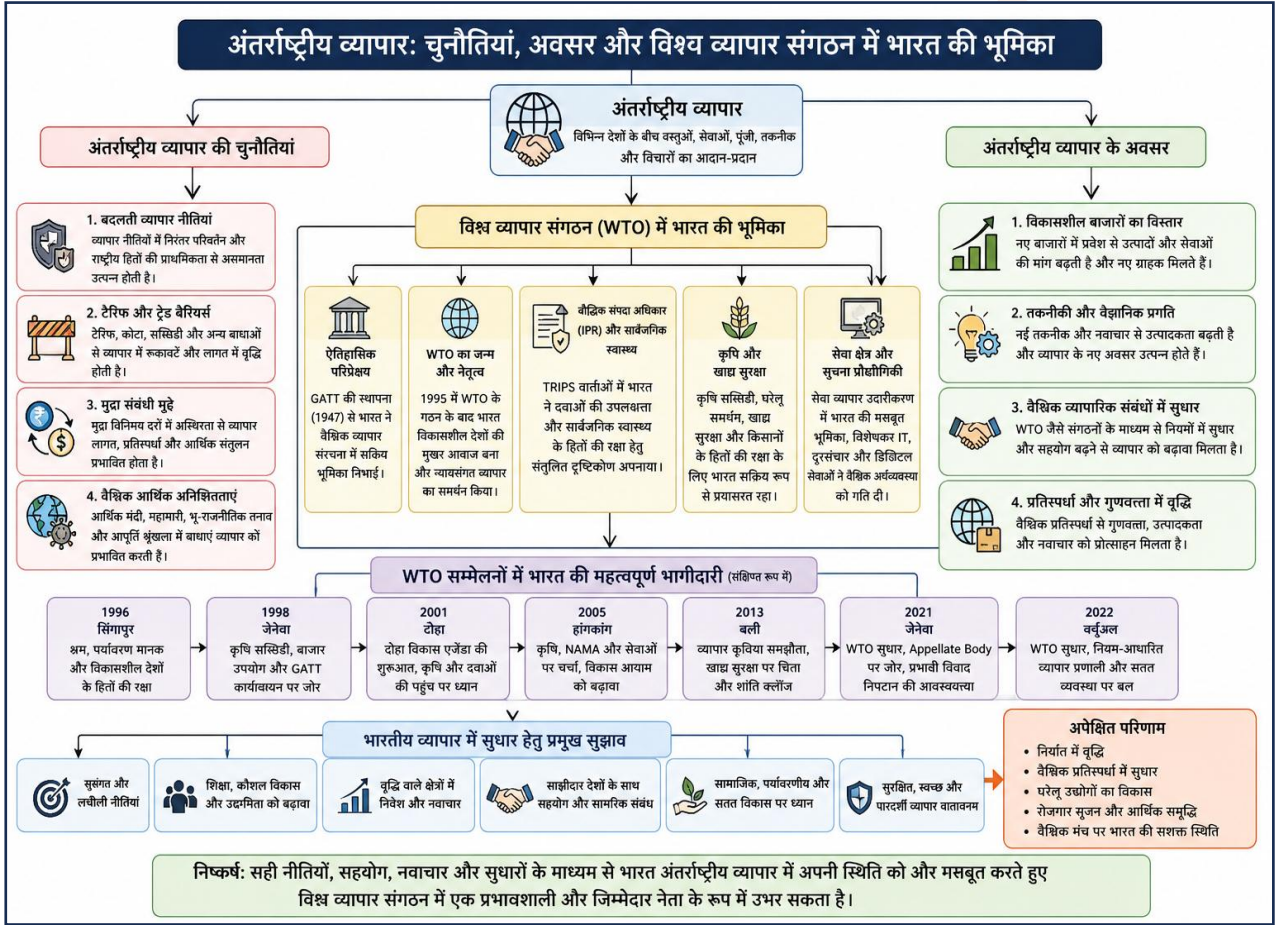 अंतर्राष्ट्रीय व्यापार: चुनौतियां, अवसर और विश्व व्यापार संगठन में भारत की भूमिका
अंतर्राष्ट्रीय व्यापार
विभिन्न देशों के बीच वस्तुओं, सेवाओं, पूंजी, तकनीक
और विचारों का आदान-प्रदान
अंतर्राष्ट्रीय व्यापार की चुनौतियां
1. बदलती व्यापार नीतियां
व्यापार नीतियों में निरंतर परिवर्तन और
राष्ट्रीय हितों की प्राथमिकता से असमानता
उत्पन्न होती है।
2. टैरिफ और ट्रेड बैरियर्स
टेरिफ, कोटा, सस्डिडी और अन्य बाधाओं
से व्यापार में रूकावटें और लागत में वृद्धि
होती है।
3. मुद्रा संबंधी मुद्दे
मुद्रा विनिमय दरों में अस्थिरता से व्यापार
लागत, प्रतिस्पर्धा और आर्थिक संतुलन
प्रभावित होता है।
4. वैश्विक आर्थिक अनिश्चितताएं
आर्थिक मंदी, महामारी, भू-राजनीतिक तनाव
और आपूर्ति श्रृंखला में बाधाएं व्यापार कों
प्रभावित करती हैं।
विश्व व्यापार संगठन (WTO) में भारत की भूमिका
ऐतिहासिक
परिप्रेक्षय
GATT की स्थापना
(1947) से भारत ने
वैश्विक व्यापार
संरचना में सकिय
भूमिका निभाई।
WTO का जन्म
और नेतृत्व
1995 में WTO के
गठन के बाद भारत
विकासशील देशों की
मुखर आवाज बना
और न्यायसंगत व्यापार
का समर्थन किया।
बौद्धिक संपदा अधिकार
(IPR) और सार्बजनिक
स्वास्थ्य
TRIPS वार्ताओं में भारत
ने दवाओं की उपलक्षता
और सार्बजनिक स्वास्थ्य
के हितों की रक्षा हेतु
संतुलित दृष्टिकोण अपनाया।
कृपि और
खाद्य सुरक्षा
कृषि सस्डिडी, घरेलू
समर्थम, खाद्य
सुरक्षा और किसानों
के हितों की रक्षा के
लिए भारत सक्रिय रूप
से प्रयासरत रहा।
सेवा क्षेत्र और
सुचना प्रौद्योगिकी
सेवा व्यापार उदारीकरण
में भारत की मसबूत
भूमिका, विशेपकर IT,
दुरसंचार और डिडिटल
सेवाओं ने वैश्विक अर्थव्यवस्था
को गति दी।
अंतर्राष्ट्रीय व्यापार के अवसर
1. विकासशील बाजारों का विस्तार
नए बाजारों में प्रवेश से उत्पादों और सेवाओं
की मांग बढ़ती है और नए ग्राहक मिलते हैं।
2. तकनीकी और वैज्ञानिक प्रगति
नई तकनीक और नवाचार से उत्पादकता बढ़ती है
और व्यापार के नए अवसर उत्पन्न होते हैं।
3. वैश्विक व्यापारिक संबंधों में सुधार
WTO जैसे संगठनों के माध्यम से नियमों में सुधार
और सहयोग बढ़ने से व्यापार को बढ़ावा मिलता है।
4. प्रतिस्पर्धा और गुणवत्ता में वृद्धि
वैश्विक प्रतिस्पर्धा से गुणवत्ता, उत्पादकता
और नवाचार को प्रोत्साहन मिलता है।
WTO सम्मेलनों में भारत की महत्वपूर्ण भागीदारी (संक्षिप्त रूप में)
1996
सिंगापुर
श्रम, पर्यावरण मानक
और विकासशील देशों
के हितों की रक्षा
1998
जेनेवा
कृषि सस्डिडी, बाजार
उपयोग और GATT
कार्यावायन पर जोर
2001
टोहा
दोहा विकास एजेंडा की
शुरूआत, कृषि और दवाओं
की पहुंच पर ध्यान
2005
हांगकांग
कृषि, NAMA और सेवाओं
पर चर्चा, विकास आयाम
को बढ़ावा
2013
बली
व्यापार कृविया समझौता,
खाद्य सुरक्षा पर चिता
और शांति क्लॉज
2021
जेनेवा
WTO सुधार, Appellate Body
पर जोर, प्रभावी विवाद
निपटान की आवस्वयत्त्या
2022
वर्चुअल
WTO सुधार, नियम-आधारित
व्यापार प्रणाली और सतत
व्यवस्था पर बल
भारतीय व्यापार में सुधार हेतु प्रमुख सुझाव
सुसंगत और
लचीली नीतियां
शिक्षा, कौशल विकास
और उद्यमिता को बढ़ावा
वृद्धि वाले क्षेत्रों में
निवेश और नवाचार
साझीदार देशों के साथ
सहयोग और सामरिक संबंध
सामाजिक, पर्यावरणीय और
सतत विकास पर ध्यान
सुरक्षित, स्वच्छ और
पारदर्शी व्यापार वातावनम
अपेक्षित परिणाम
• निर्यात में वृद्धि
• वैश्विक प्रतिस्पर्धा में सुधार
• घरेलू उद्योगों का विकास
• रोजगार सृजन और आर्थिक समृद्धि
• वैश्विक मंच पर भारत की सशक्त स्थिति
निष्कर्ष: सही नीतियों, सहयोग, नवाचार और सुधारों के माध्यम से भारत अंतर्राष्ट्रीय व्यापार में अपनी स्थिति को और मसबूत करते हुए
विश्व व्यापार संगठन में एक प्रभावशाली और जिम्मेदार नेता के रूप में उभर सकता है।